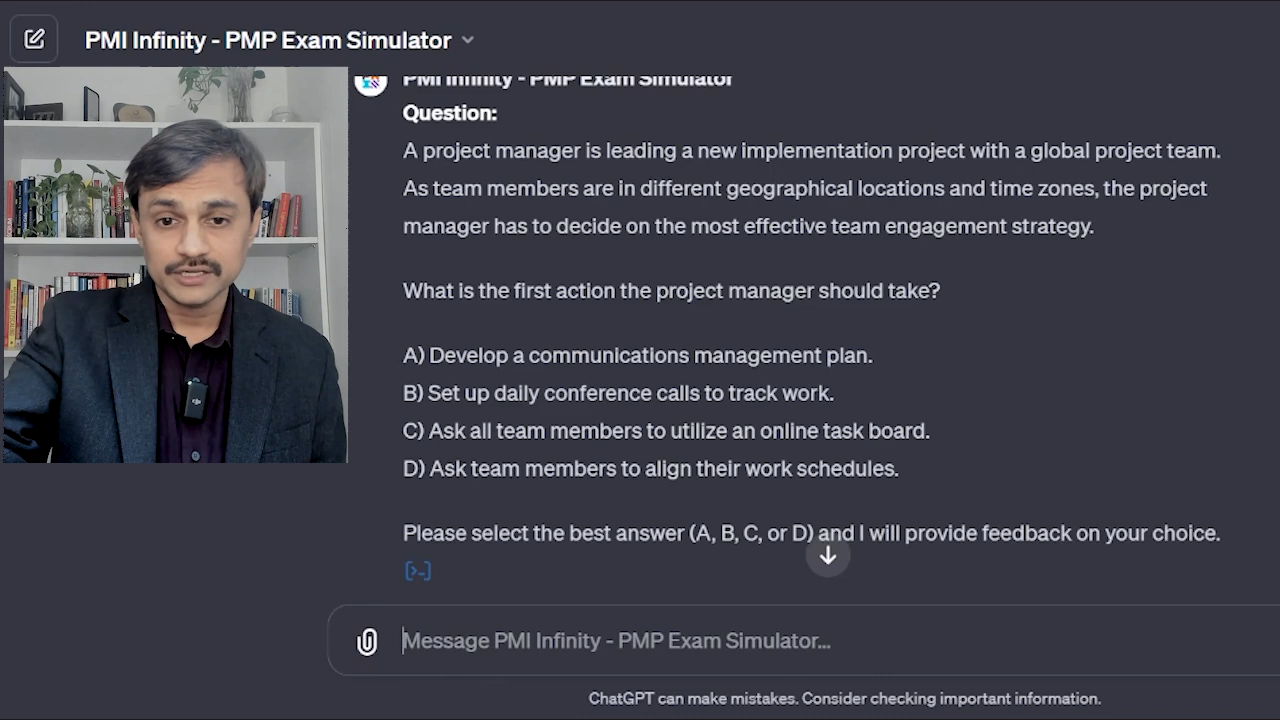 PMI Infinity - PMP Exam Simulator
PMI Infinity - PMP Exam Simulator
Question:
A project manager is leading a new implementation project with a global project team.
As team members are in different geographical locations and time zones, the project
manager has to decide on the most effective team engagement strategy.
What is the first action the project manager should take?
A) Develop a communications management plan.
B) Set up daily conference calls to track work.
C) Ask all team members to utilize an online task board.
D) Ask team members to align their work schedules.
Please select the best answer (A, B, C, or D) and I will provide feedback on your choice.
[>-]
Message PMI Infinity - PMP Exam Simulator...
ChatGPT can make mistakes. Consider checking important information.